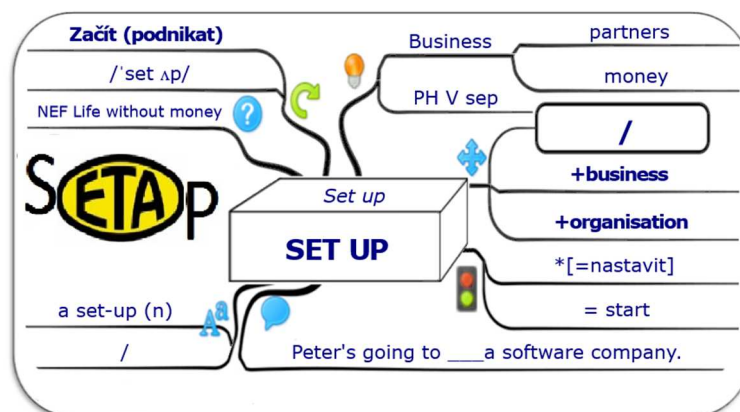 Začít (podnikat)
/ˈset ʌp/
NEF Life without money
SETAp
Business
partners
money
PH V sep
/
+business
+organisation
Set up
SET UP
*[=nastavit]
= start
a set-up (n)
/
Aa
Peter's going to ___a software company.